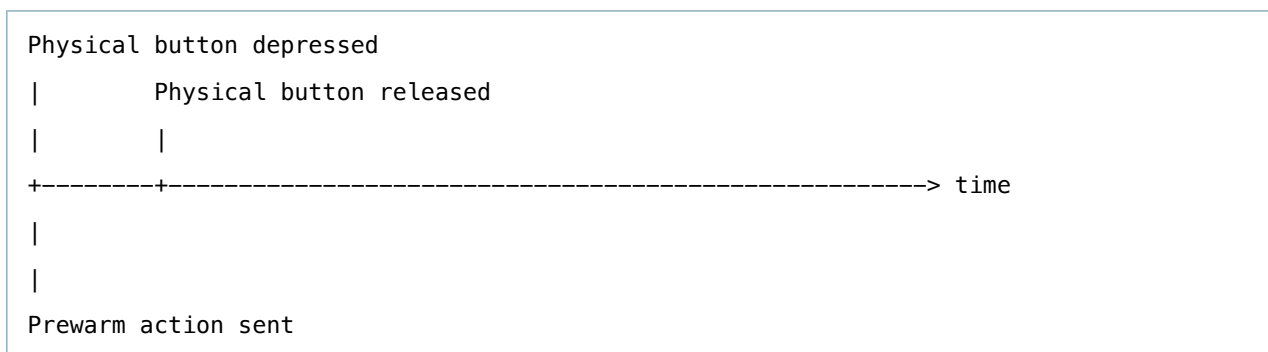 Physical button depressed
|        Physical button released
|        |
+--------+------------------------------------------------------> time
|
|
Prewarm action sent